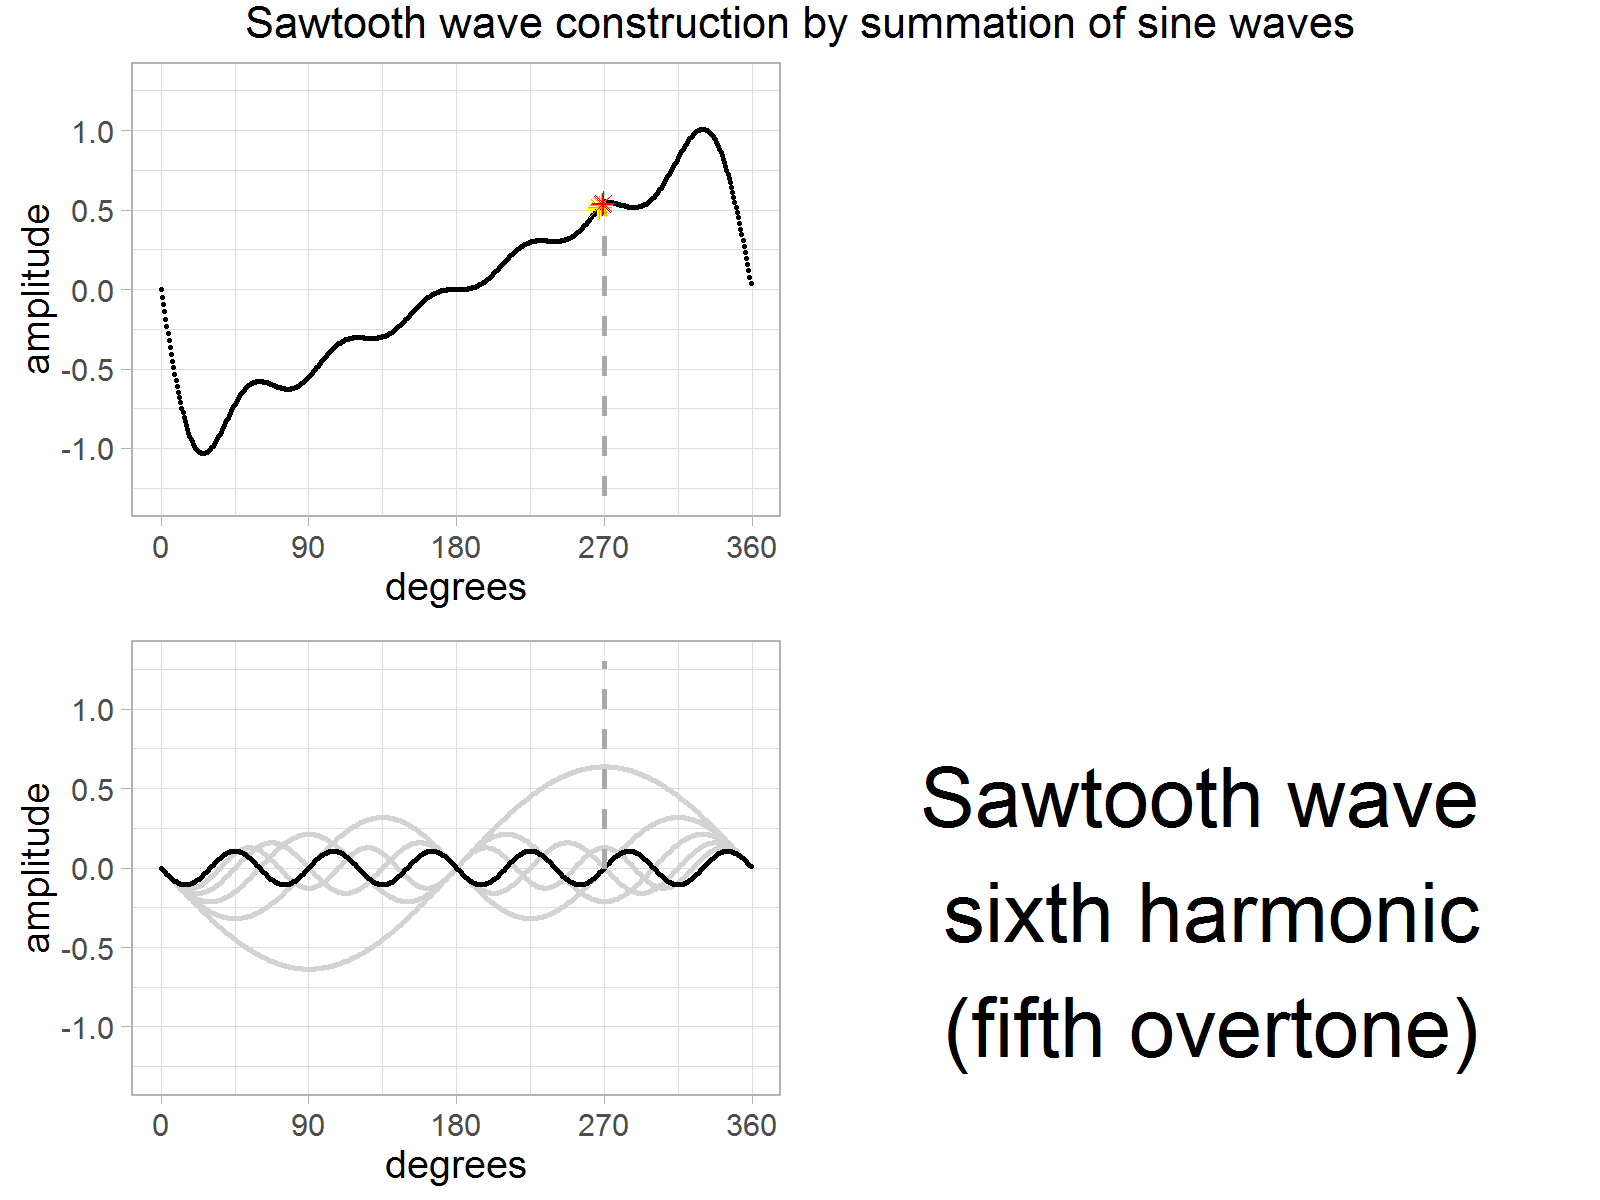 Sawtooth wave construction by summation of sine waves
amplitude
1.0
0.5
0.0
-0.5
-1.0
0 90 180 270 360
degrees
amplitude
1.0
0.5
0.0
-0.5
-1.0
0 90 180 270 360
degrees
Sawtooth wave
sixth harmonic
(fifth overtone)